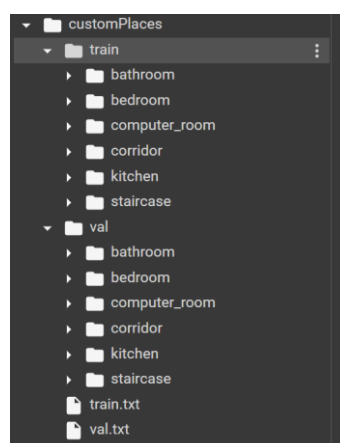 customPlaces
train
bathroom
bedroom
computer_room
corridor
kitchen
staircase
val
bathroom
bedroom
computer_room
corridor
kitchen
staircase
train.txt
val.txt